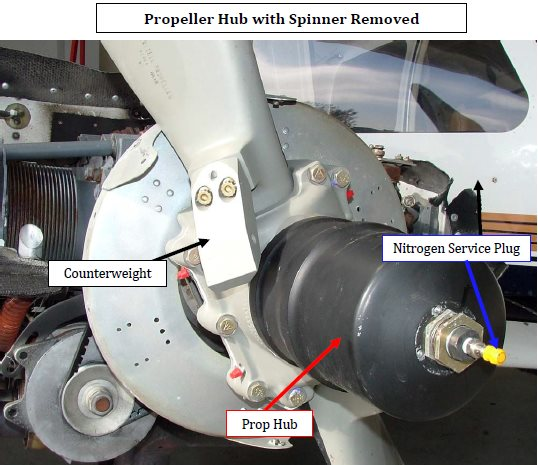 Propeller Hub with Spinner Removed
Nitrogen Service Plug
Counterweight
Prop Hub